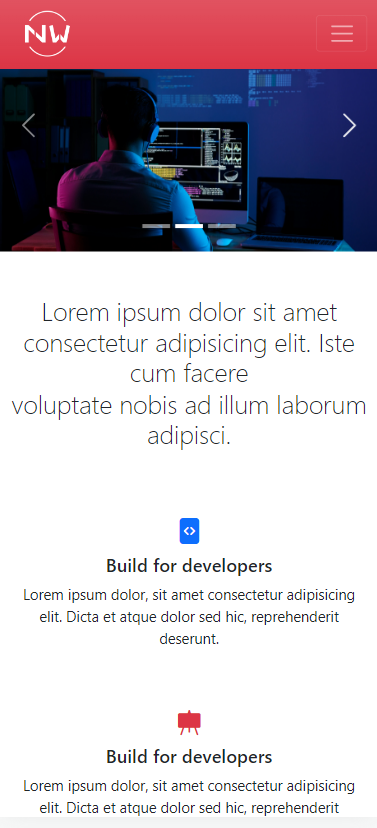 NW
Lorem ipsum dolor sit amet
consectetur adipisicing elit. Iste
cum facere
voluptate nobis ad illum laborum
adipisci.
Build for developers
Lorem ipsum dolor, sit amet consectetur adipisicing
elit. Dicta et atque dolor sed hic, reprehenderit
deserunt.
Build for developers
Lorem ipsum dolor, sit amet consectetur adipisicing
elit. Dicta et atque dolor sed hic, reprehenderit